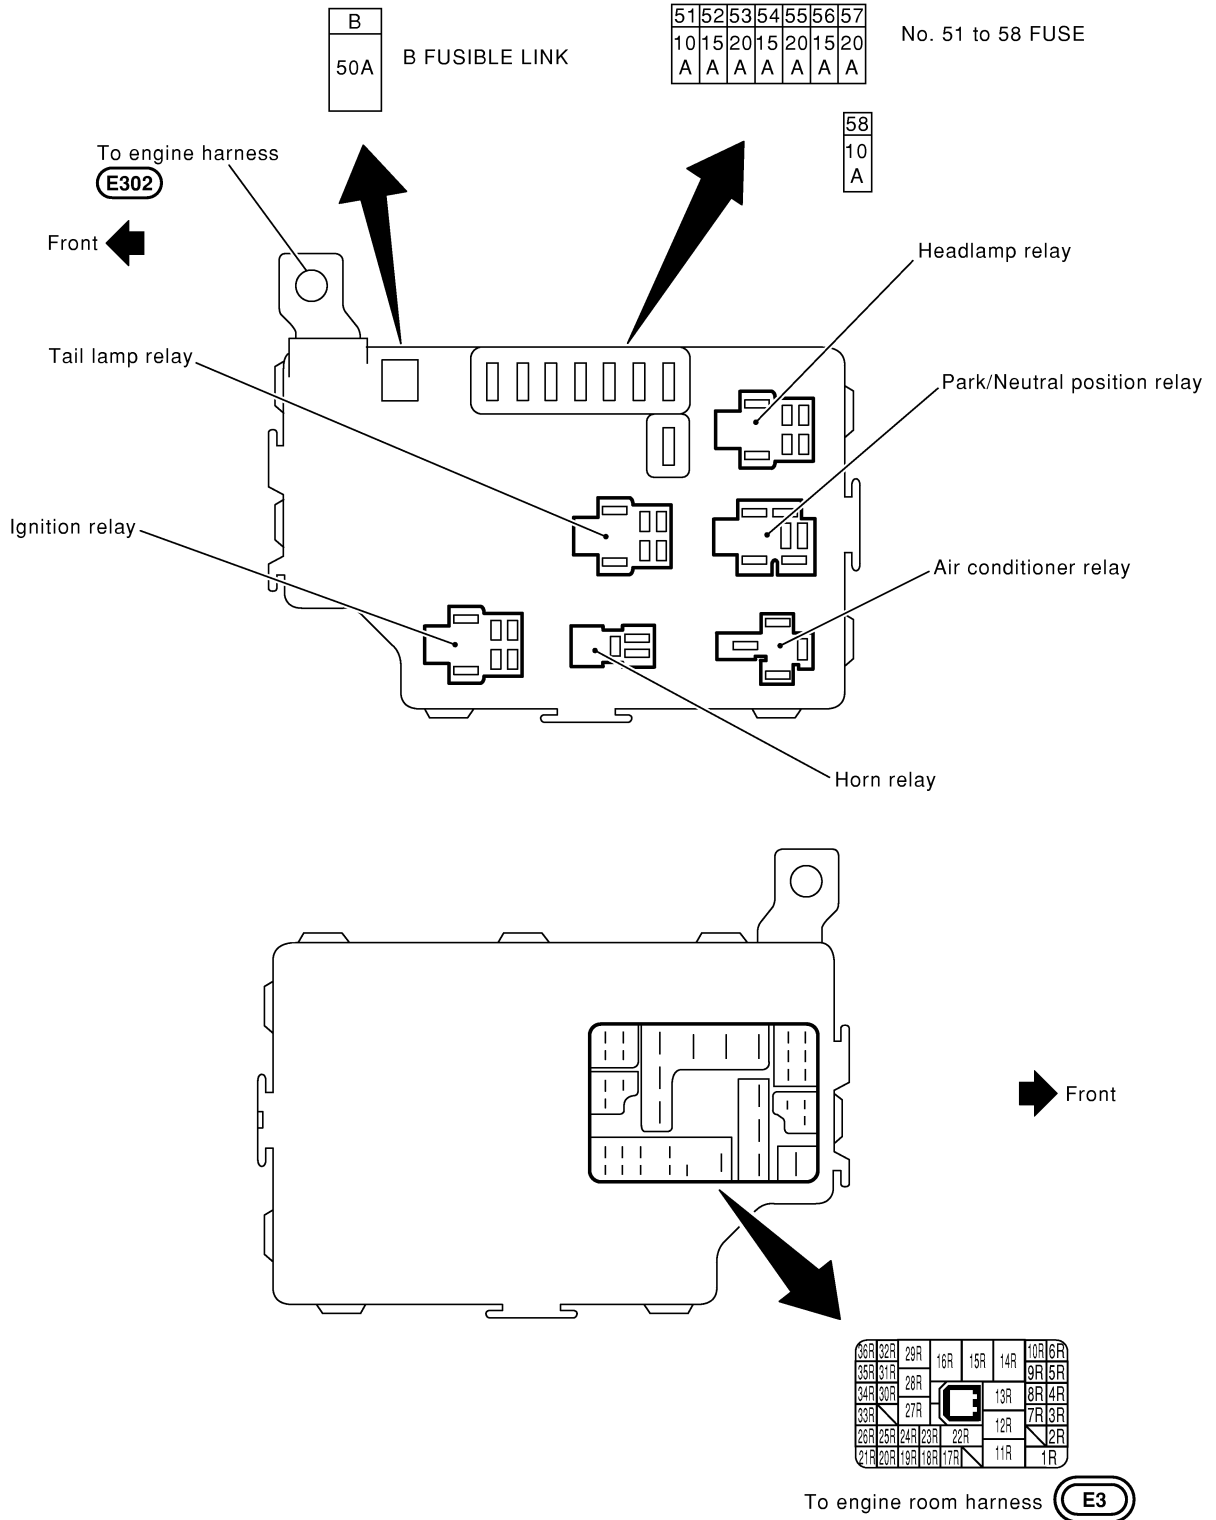 B
50A
B FUSIBLE LINK
51 52 53 54 55 56 57
10 15 20 15 20 15 20
A A A A A A A
No. 51 to 58 FUSE
58
10
A
To engine harness
E302
Front
Headlamp relay
Tail lamp relay
Park/Neutral position relay
Ignition relay
Air conditioner relay
Horn relay
Front
36R 32R 29R 16R 15R 14R 10R 6R
35R 31R 28R 9R 5R
34R 30R 13R 8R 4R
33R 27R 12R 7R 3R
26R 25R 24R 23R 22R 2R
21R 20R 19R 18R 17R 11R 1R
To engine room harness E3